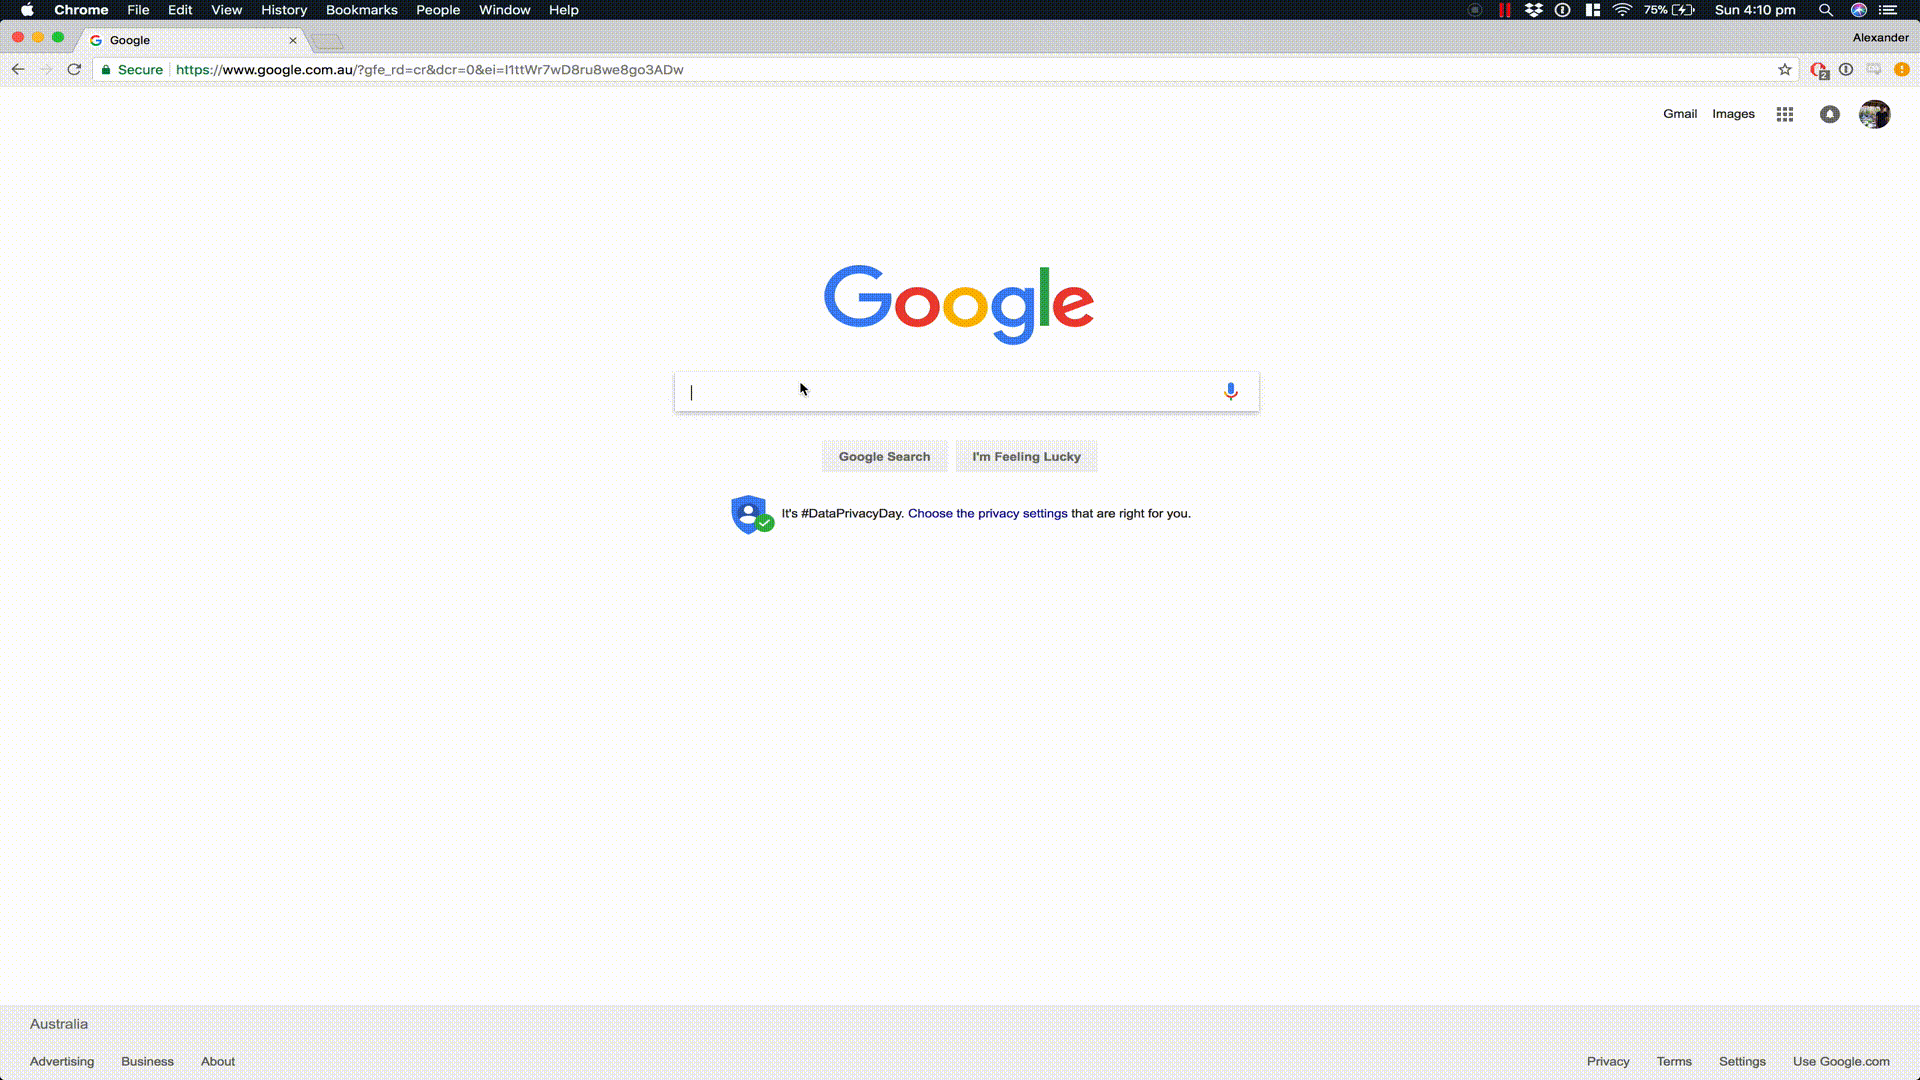 Chrome File Edit View History Bookmarks People Window Help 75% Sun 4:10 pm
Google Alexander
Secure https://www.google.com.au/?gfe_rd=cr&dcr=0&ei=I1ttWr7wD8ru8we8go3ADw
2
Gmail Images
Google
Google Search I'm Feeling Lucky
It's #DataPrivacyDay. Choose the privacy settings that are right for you.
Australia
Advertising Business About Privacy Terms Settings Use Google.com